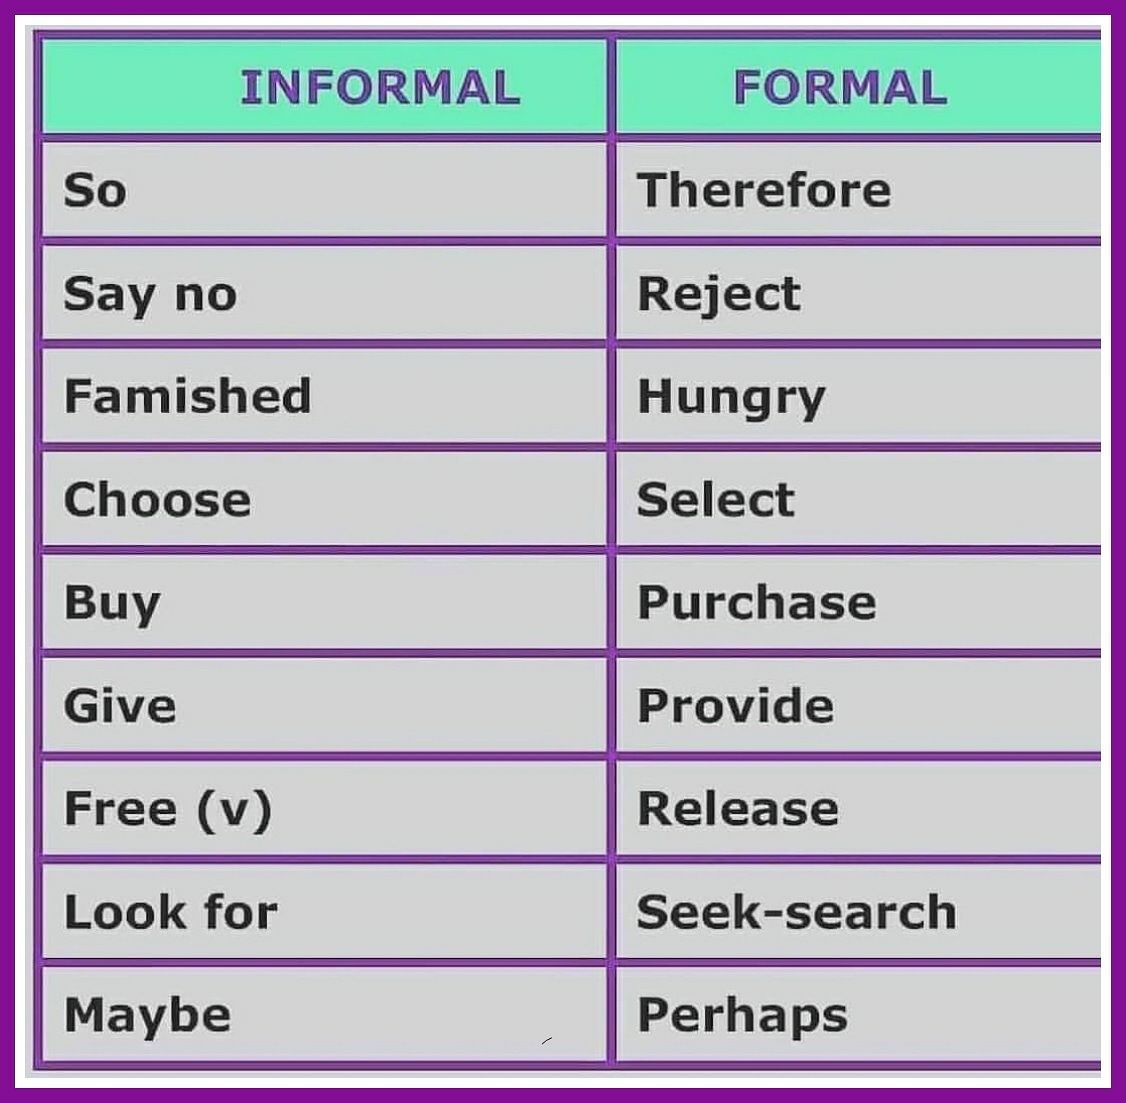 INFORMAL FORMAL
So Therefore
Say no Reject
Famished Hungry
Choose Select
Buy Purchase
Give Provide
Free (v) Release
Look for Seek-search
Maybe Perhaps